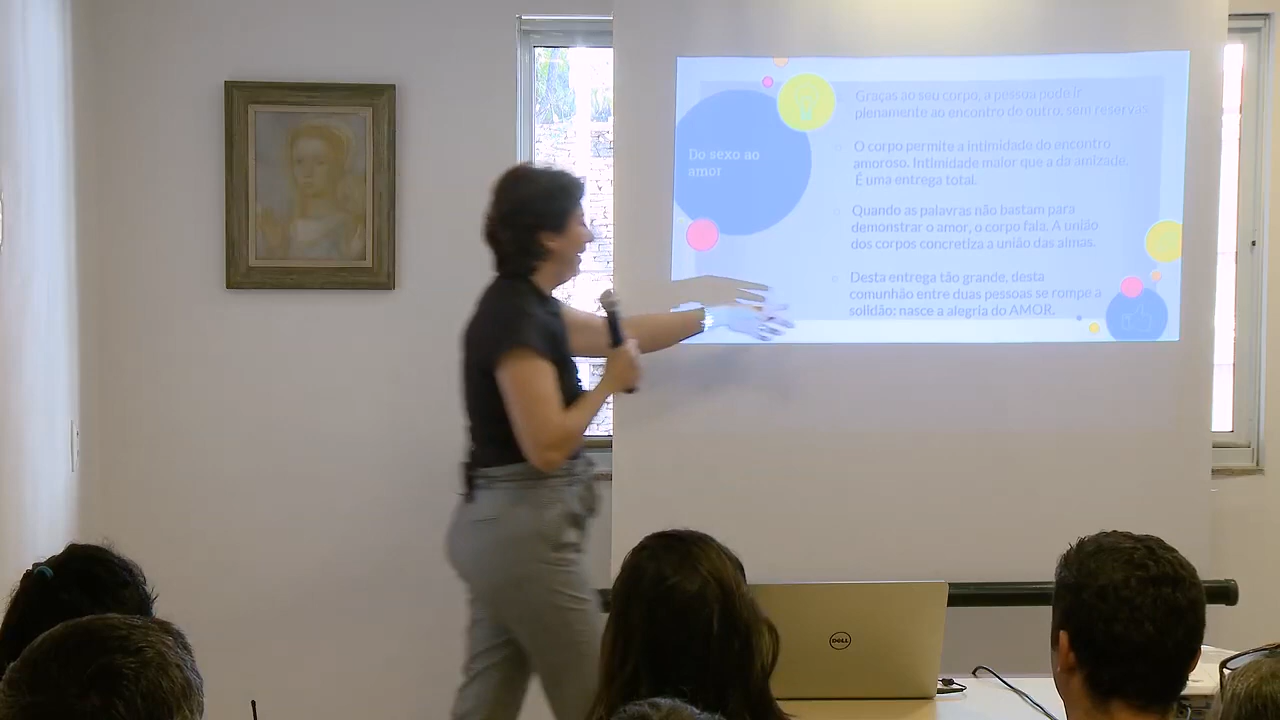 Do sexo ao
amor
Graças ao seu corpo, a pessoa pode ir
plenamente ao encontro do outro, sem reservas.
O corpo permite a intimidade do encontro
amoroso. Intimidade maior que a da amizade.
É uma entrega total.
Quando as palavras não bastam para
demonstrar o amor, o corpo fala. A união
dos corpos concretiza a união das almas.
Desta entrega tão grande, desta
comunhão entre duas pessoas se rompe a
solidão: nasce a alegria do AMOR.
DELL